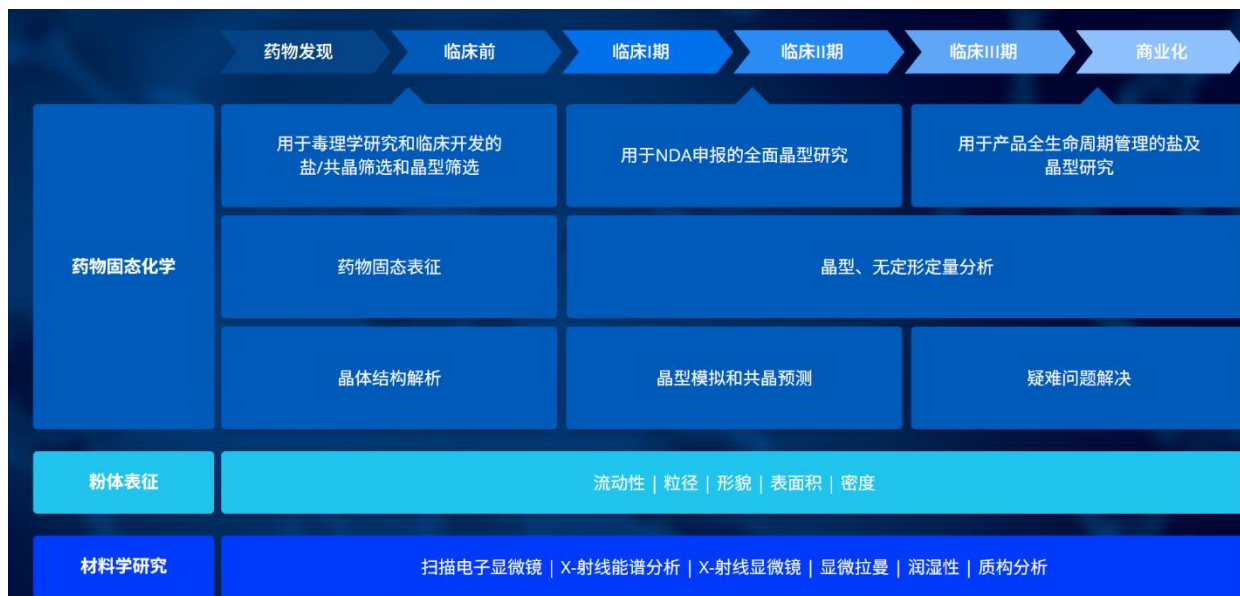 药物发现
临床前
临床I期
临床II期
临床III期
商业化
药物固态化学
用于毒理学研究和临床开发的
盐/共晶筛选和晶型筛选
用于NDA申报的全面晶型研究
用于产品全生命周期管理的盐及
晶型研究
药物固态表征
晶型、无定形定量分析
晶体结构解析
晶型模拟和共晶预测
疑难问题解决
粉体表征
流动性 | 粒径 | 形貌 | 表面积 | 密度
材料学研究
扫描电子显微镜 | X-射线能谱分析 | X-射线显微镜 | 显微拉曼 | 润湿性 | 质构分析